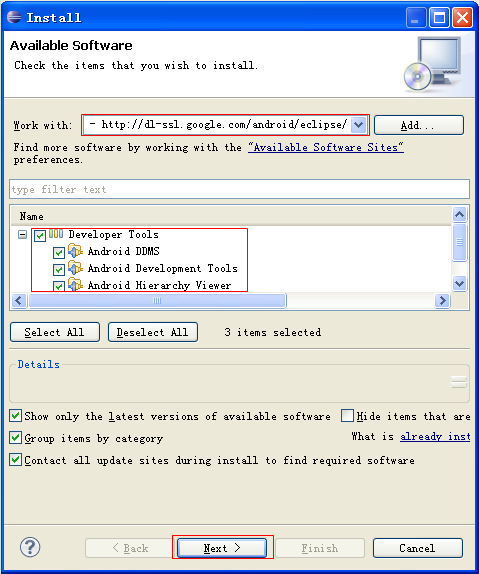 Install
Available Software
Check the items that you wish to install.
Work with: - http://dl-ssl.google.com/android/eclipse/ Add...
Find more software by working with the "Available Software Sites"
preferences.
type filter text
Name
Developer Tools
Android DDMS
Android Development Tools
Android Hierarchy Viewer
Select All Deselect All 3 items selected
Details
Show only the latest versions of available software Hide items that are
Group items by category What is already inst
Contact all update sites during install to find required software
? < Back Next > Finish Cancel